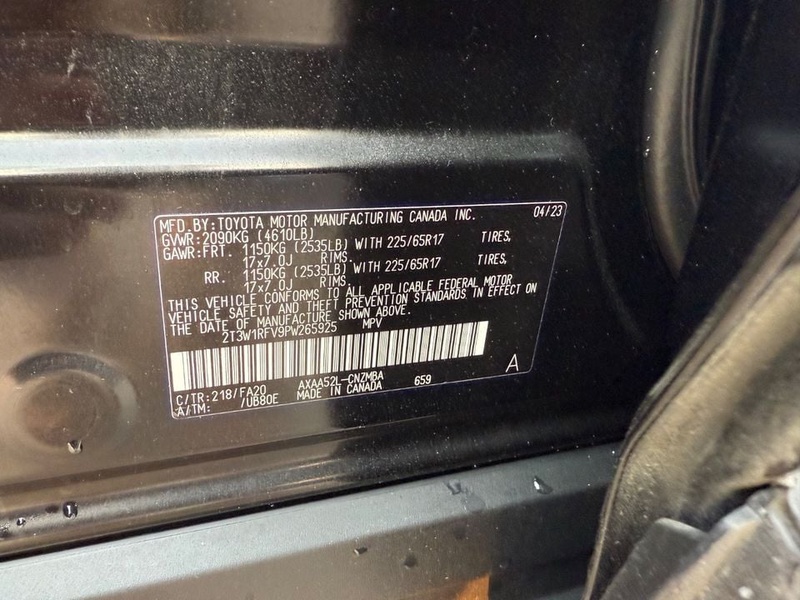 MFD.BY:TOYOTA MOTOR MANUFACTURING CANADA INC. 04/23
GVWR:2090KG (4610LB)
GAWR:FRT. 1150KG (2535LB) WITH 225/65R17 TIRES,
17x7.0J RIMS.
RR. 1150KG (2535LB) WITH 225/65R17 TIRES,
17x7.0J RIMS.
THIS VEHICLE CONFORMS TO ALL APPLICABLE FEDERAL MOTOR
VEHICLE SAFETY AND THEFT PREVENTION STANDARDS IN EFFECT ON
THE DATE OF MANUFACTURE SHOWN ABOVE.
2T3W1RFV9PW265925 MPV
A
C/TR:218/FA20 AXAA52L-CNZMBA 659
A/TM: /UB80E MADE IN CANADA